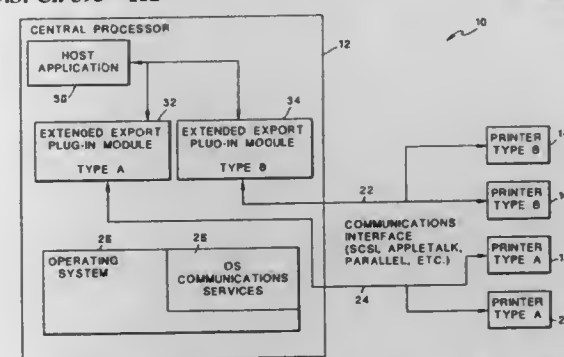 CENTRAL PROCESSOR
10
12
HOST
APPLICATION
30
32
34
EXTENDED EXPORT
PLUG-IN MODULE
TYPE A
EXTENDED EXPORT
PLUG-IN MODULE
TYPE B
PRINTER
TYPE B
22
PRINTER
TYPE B
COMMUNICATIONS
INTERFACE
(SCSI, APPLETALK,
PARALLEL, ETC.)
PRINTER
TYPE A
26
28
OPERATING
SYSTEM
OS
COMMUNICATIONS
SERVICES
24
PRINTER
TYPE A